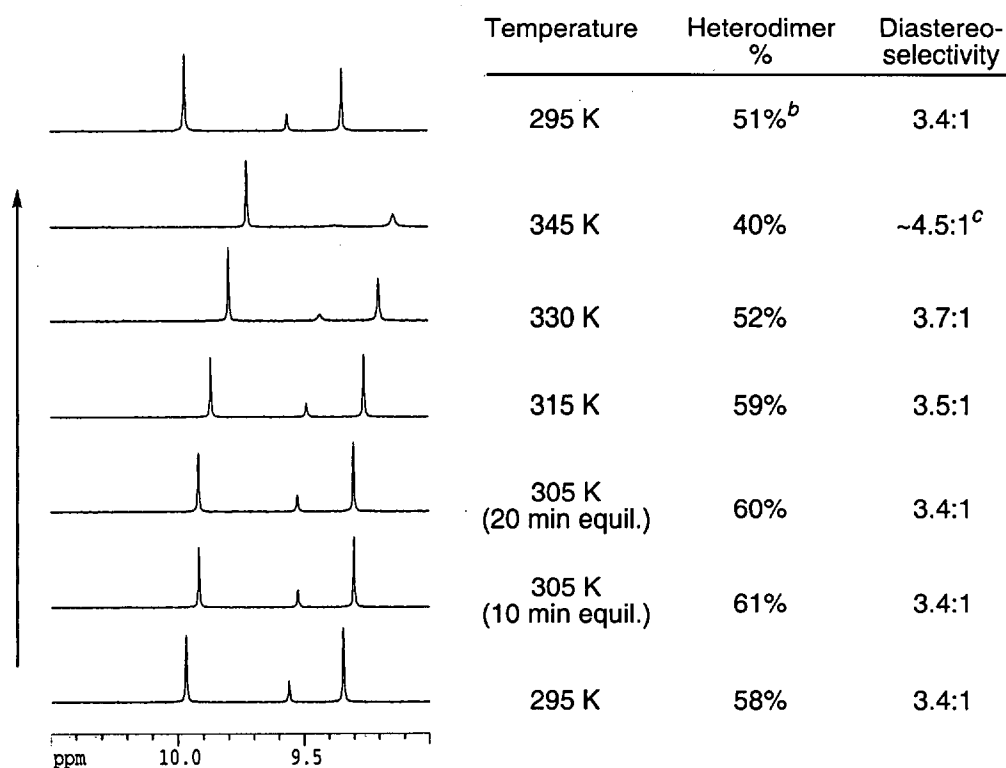 Temperature Heterodimer % Diastereo-selectivity
295 K 51%b 3.4:1
345 K 40% ~4.5:1c
330 K 52% 3.7:1
315 K 59% 3.5:1
305 K (20 min equil.) 60% 3.4:1
305 K (10 min equil.) 61% 3.4:1
295 K 58% 3.4:1
ppm 10.0 9.5